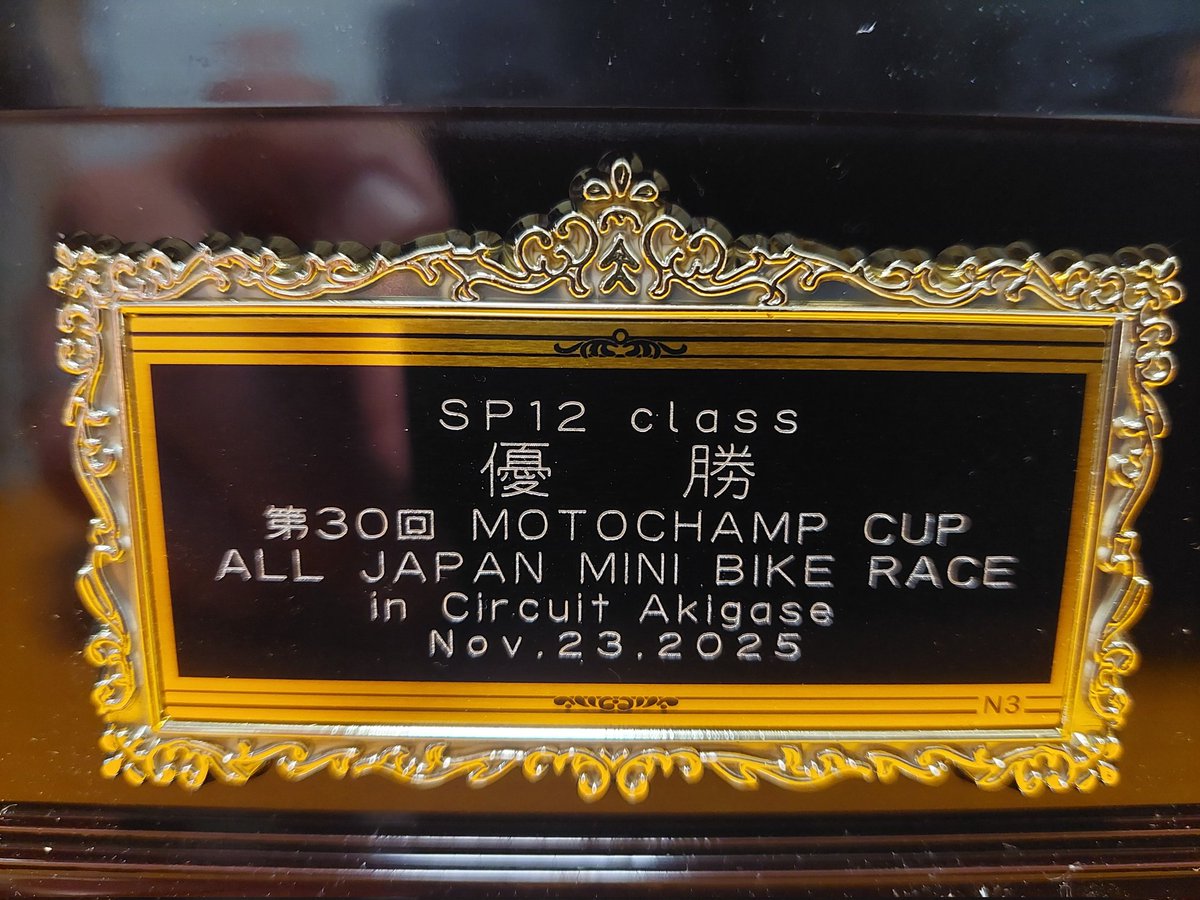 SP12 class
優 勝
第30回 MOTOCHAMP CUP
ALL JAPAN MINI BIKE RACE
in Circuit Akigase
Nov.23.2025
N3